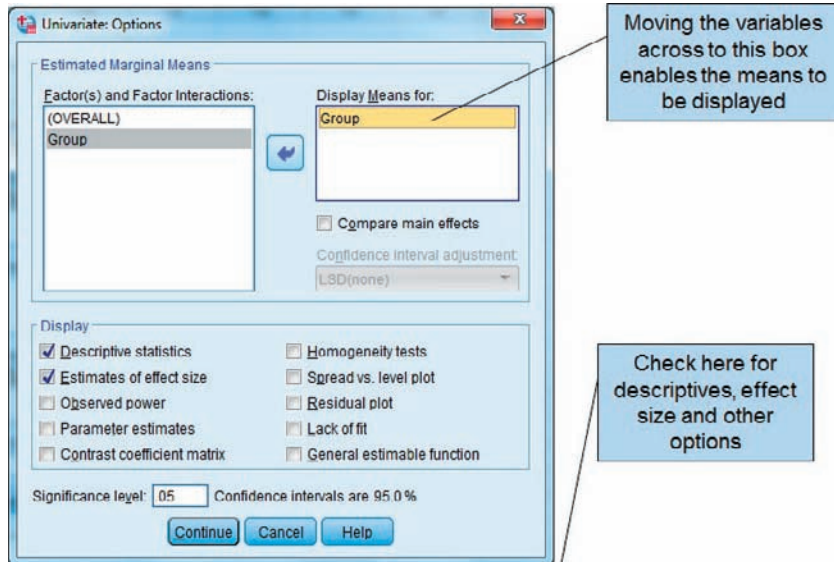 Univariate: Options
Estimated Marginal Means
Factor(s) and Factor Interactions:
(OVERALL)
Group
Display Means for:
Group
Compare main effects
Confidence interval adjustment:
LSD(none)
Display
Descriptive statistics
Homogeneity tests
Estimates of effect size
Spread vs. level plot
Observed power
Residual plot
Parameter estimates
Lack of fit
Contrast coefficient matrix
General estimable function
Significance level: .05 Confidence intervals are 95.0 %
Continue
Cancel
Help
Moving the variables
across to this box
enables the means to
be displayed
Check here for
descriptives, effect
size and other
options